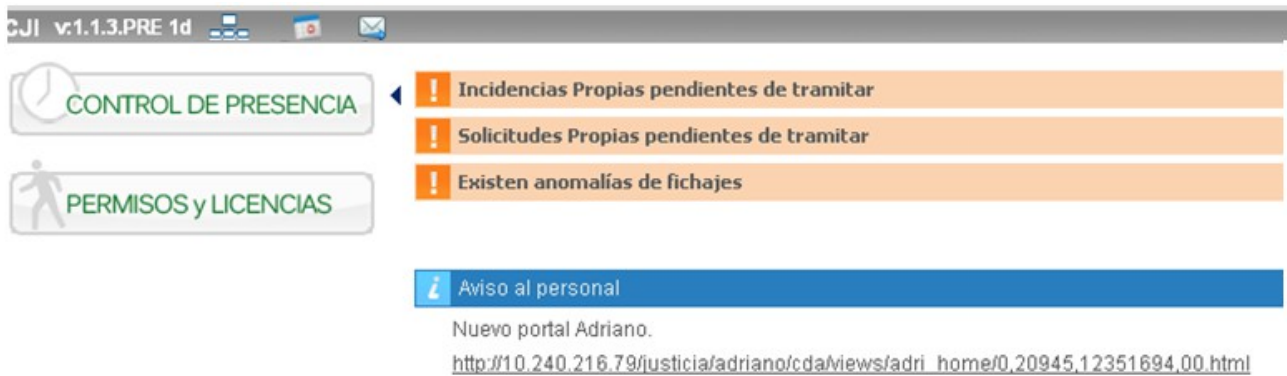 CJI v:1.1.3.PRE 1d
CONTROL DE PRESENCIA
PERMISOS y LICENCIAS
Incidencias Propias pendientes de tramitar
Solicitudes Propias pendientes de tramitar
Existen anomalías de fichajes
Aviso al personal
Nuevo portal Adriano.
http://10.240.216.79/justicia/adriano/cda/views/adri_home/0,20945,12351694,00.html